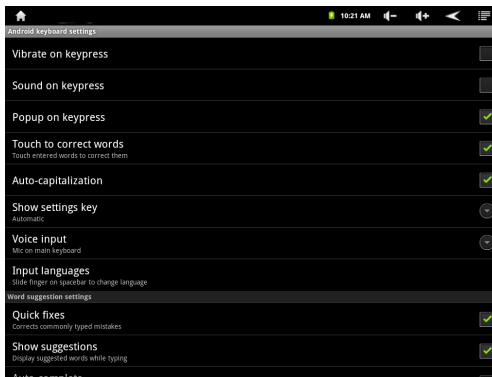 10:21 AM
Android keyboard settings
Vibrate on keypress
Sound on keypress
Popup on keypress
Touch to correct words
Touch entered words to correct them
Auto-capitalization
Show settings key
Automatic
Voice input
Mic on main keyboard
Input languages
Slide finger on spacebar to change language
Word suggestion settings
Quick fixes
Corrects commonly typed mistakes
Show suggestions
Display suggested words while typing
Auto-complete